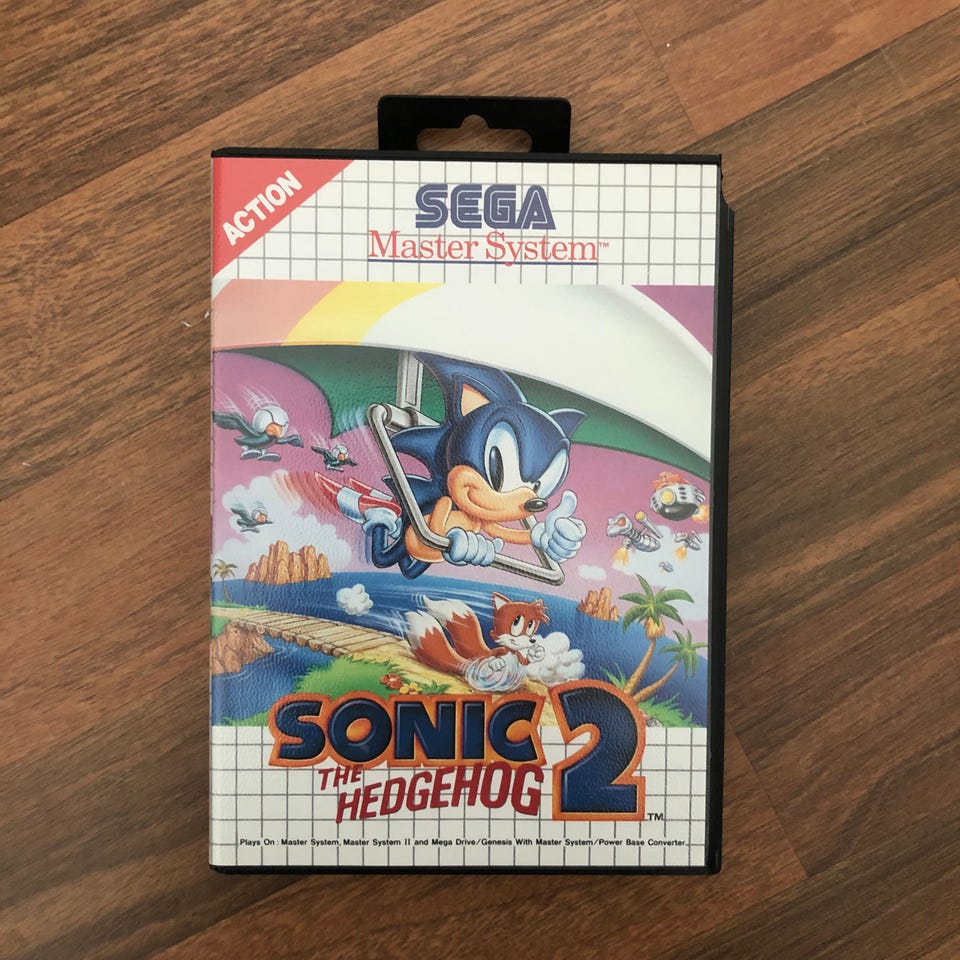 ACTION
SEGA
Master System™
SONIC
THE
HEDGEHOG
2
TM
Plays On : Master System, Master System II and Mega Drive/Genesis With Master System/Power Base Converter.